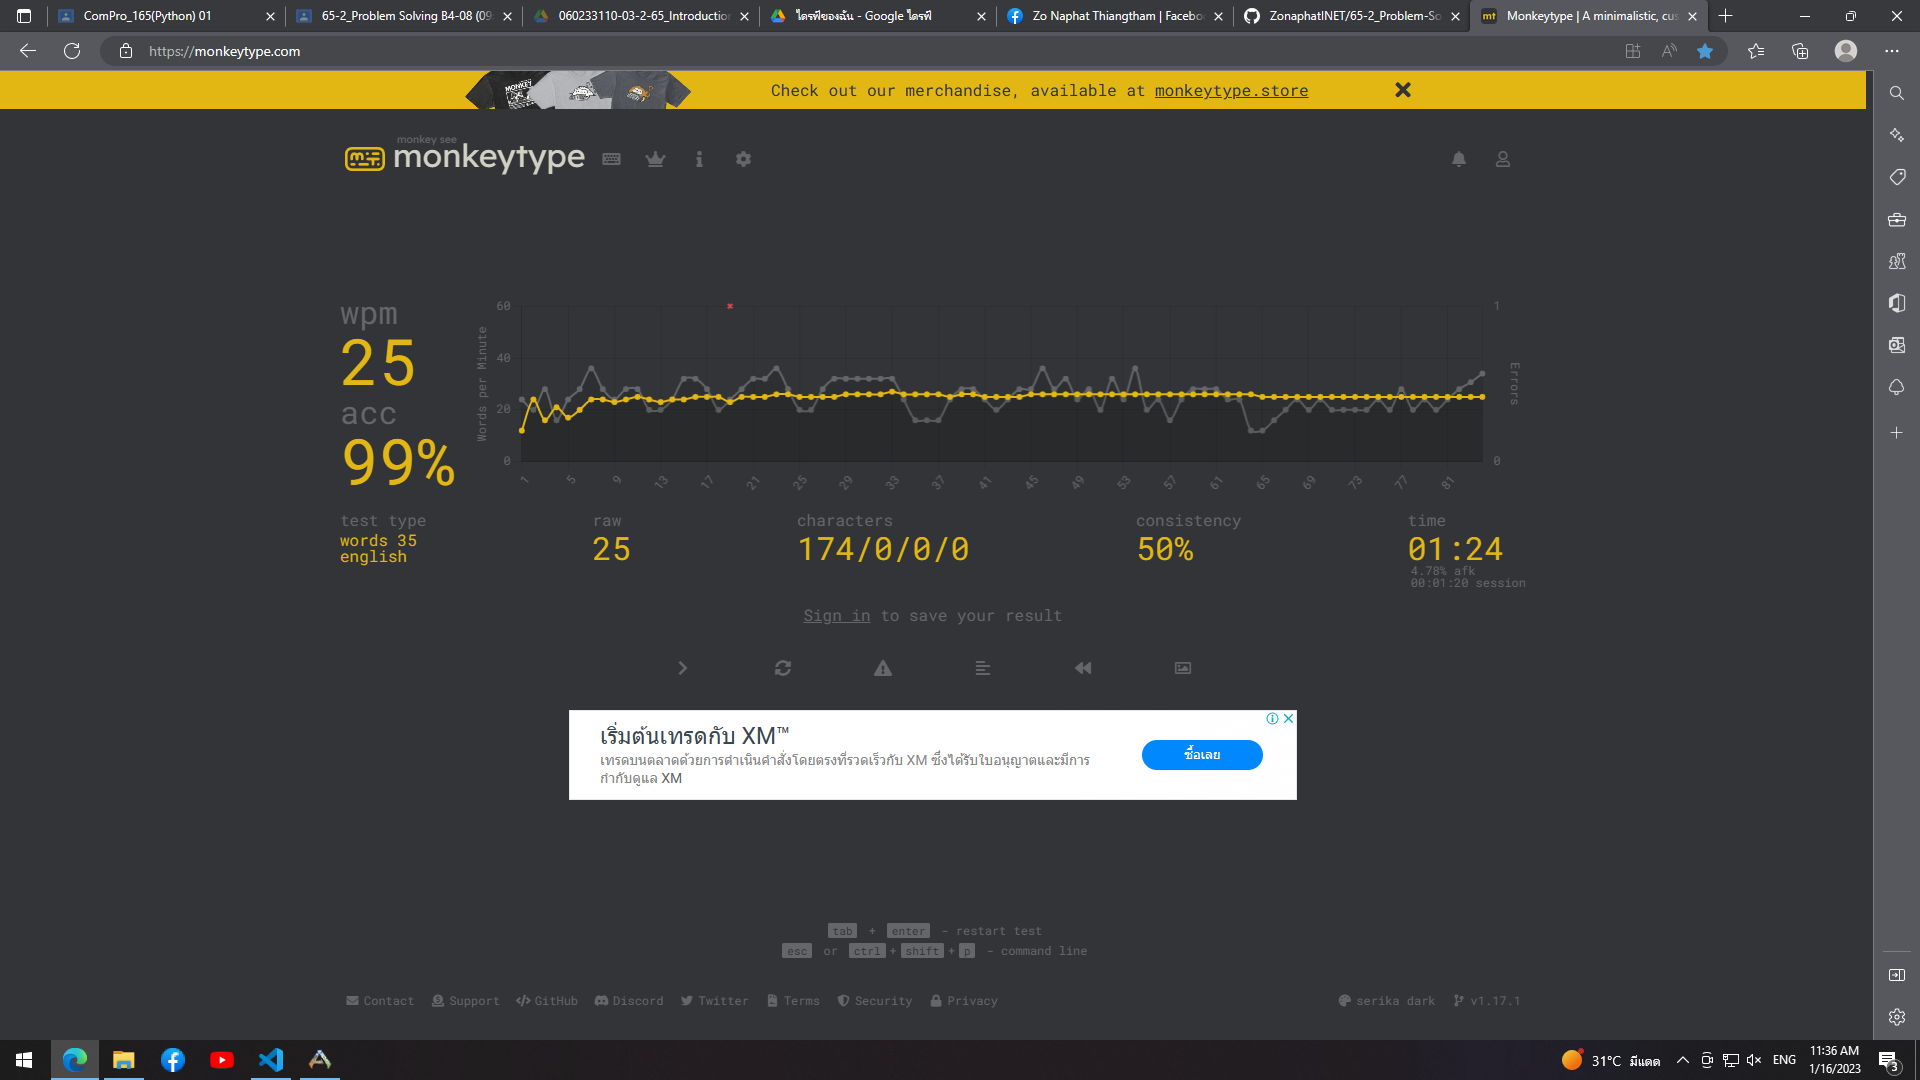 ComPro_165(Python) 01
65-2_Problem Solving B4-08 (09:
060233110-03-2-65_Introduction
ไดรฟ์ของฉัน - Google ไดรฟ์
Zo Naphat Thiangtham | Facebo
ZonaphatINET/65-2_Problem-So
Monkeytype | A minimalistic, cus
https://monkeytype.com
Check out our merchandise, available at monkeytype.store
monkey see
monkeytype
wpm
25
acc
99%
Words per Minute
60
40
20
0
1
0
Errors
1 5 9 13 17 21 25 29 33 37 41 45 49 53 57 61 65 69 73 77 81
test type
words 35
english
raw
25
characters
174/0/0/0
consistency
50%
time
01:24
4.78% afk
00:01:20 session
Sign in to save your result
เริ่มต้นเทรดกับ XM™
เทรดบนตลาดด้วยการดำเนินคำสั่งโดยตรงที่รวดเร็วกับ XM ซึ่งได้รับใบอนุญาตและมีการ
กำกับดูแล XM
ซื้อเลย
tab + enter - restart test
esc or ctrl + shift + p - command line
Contact Support GitHub Discord Twitter Terms Security Privacy
serika dark v1.17.1
31°C มีแดด
ENG
11:36 AM
1/16/2023
3